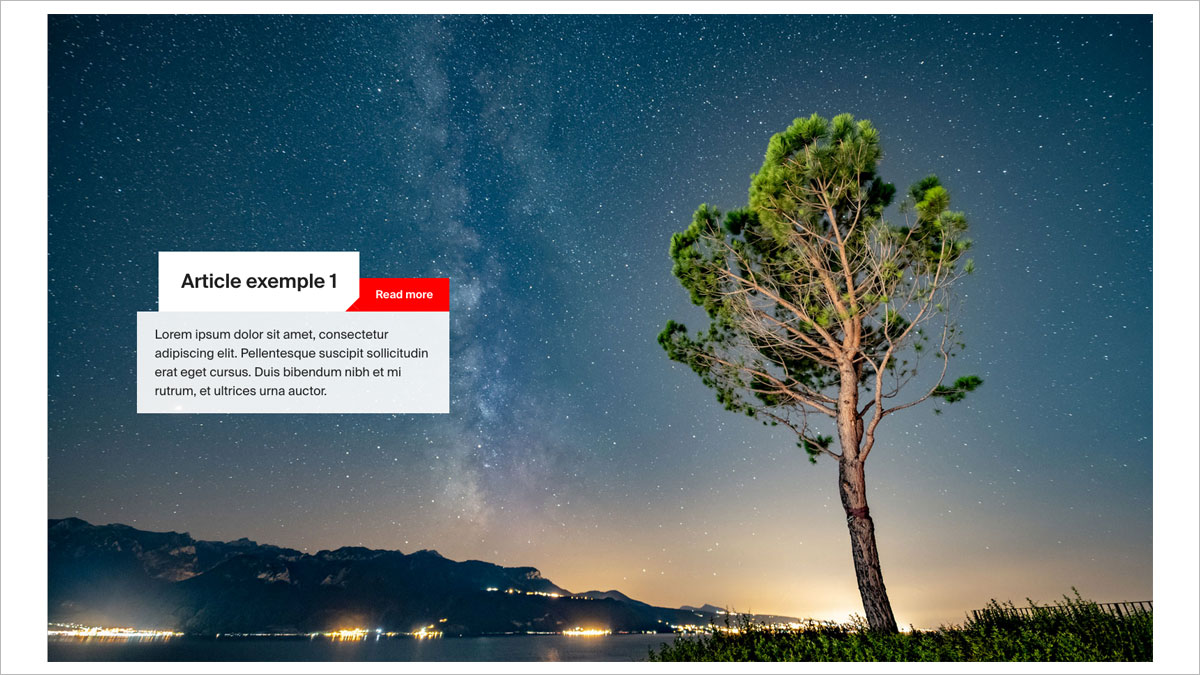 Article exemple 1
Read more
Lorem ipsum dolor sit amet, consectetur
adipiscing elit. Pellentesque suscipit sollicitudin
erat eget cursus. Duis bibendum nibh et mi
rutrum, et ultrices urna auctor.